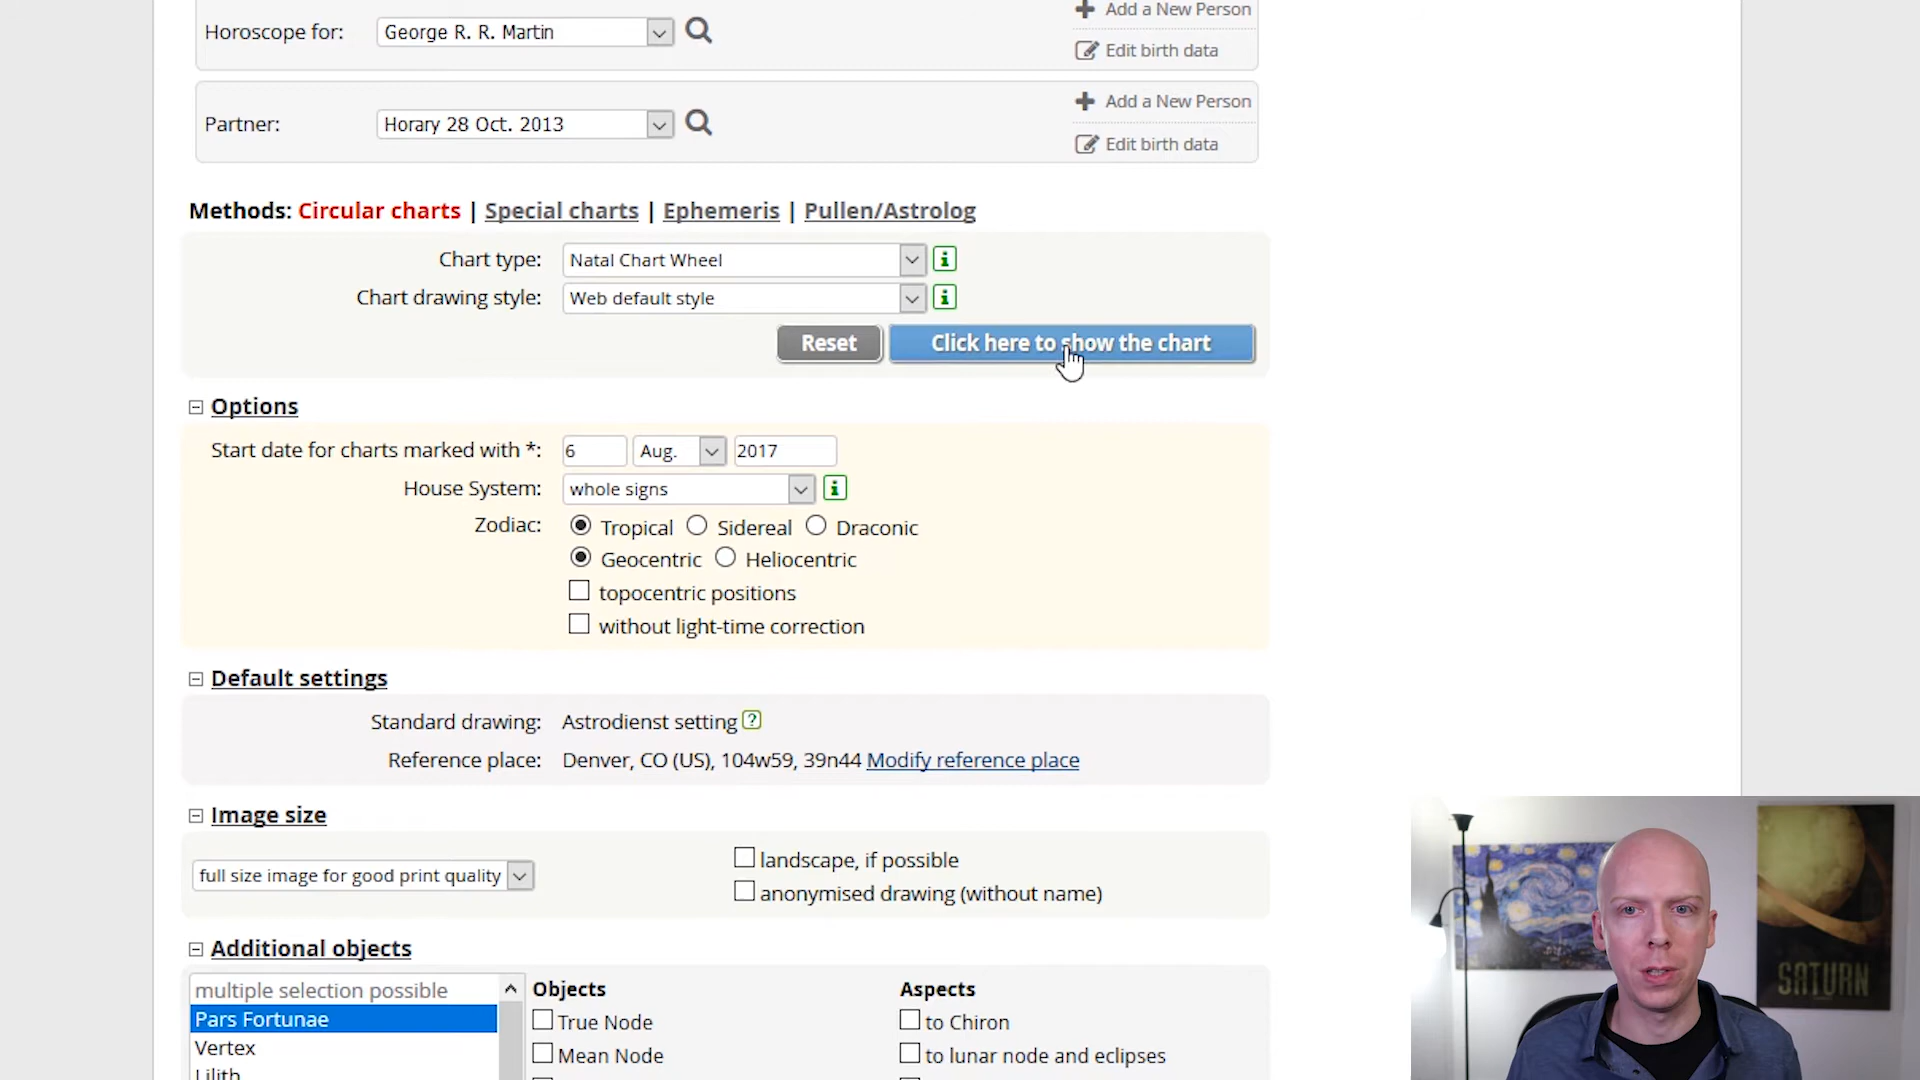 Horoscope for: George R. R. Martin
Add a New Person
Edit birth data
Partner: Horary 28 Oct. 2013
Add a New Person
Edit birth data
Methods: Circular charts | Special charts | Ephemeris | Pullen/Astrolog
Chart type: Natal Chart Wheel
Chart drawing style: Web default style
Reset Click here to show the chart
Options
Start date for charts marked with *: 6 Aug. 2017
House System: whole signs
Zodiac: Tropical Sidereal Draconic
Geocentric Heliocentric
topocentric positions
without light-time correction
Default settings
Standard drawing: Astrodienst setting
Reference place: Denver, CO (US), 104w59, 39n44 Modify reference place
Image size
full size image for good print quality
landscape, if possible
anonymised drawing (without name)
Additional objects
multiple selection possible
Pars Fortunae
Vertex
Lilith
Objects
True Node
Mean Node
Aspects
to Chiron
to lunar node and eclipses
SATURN